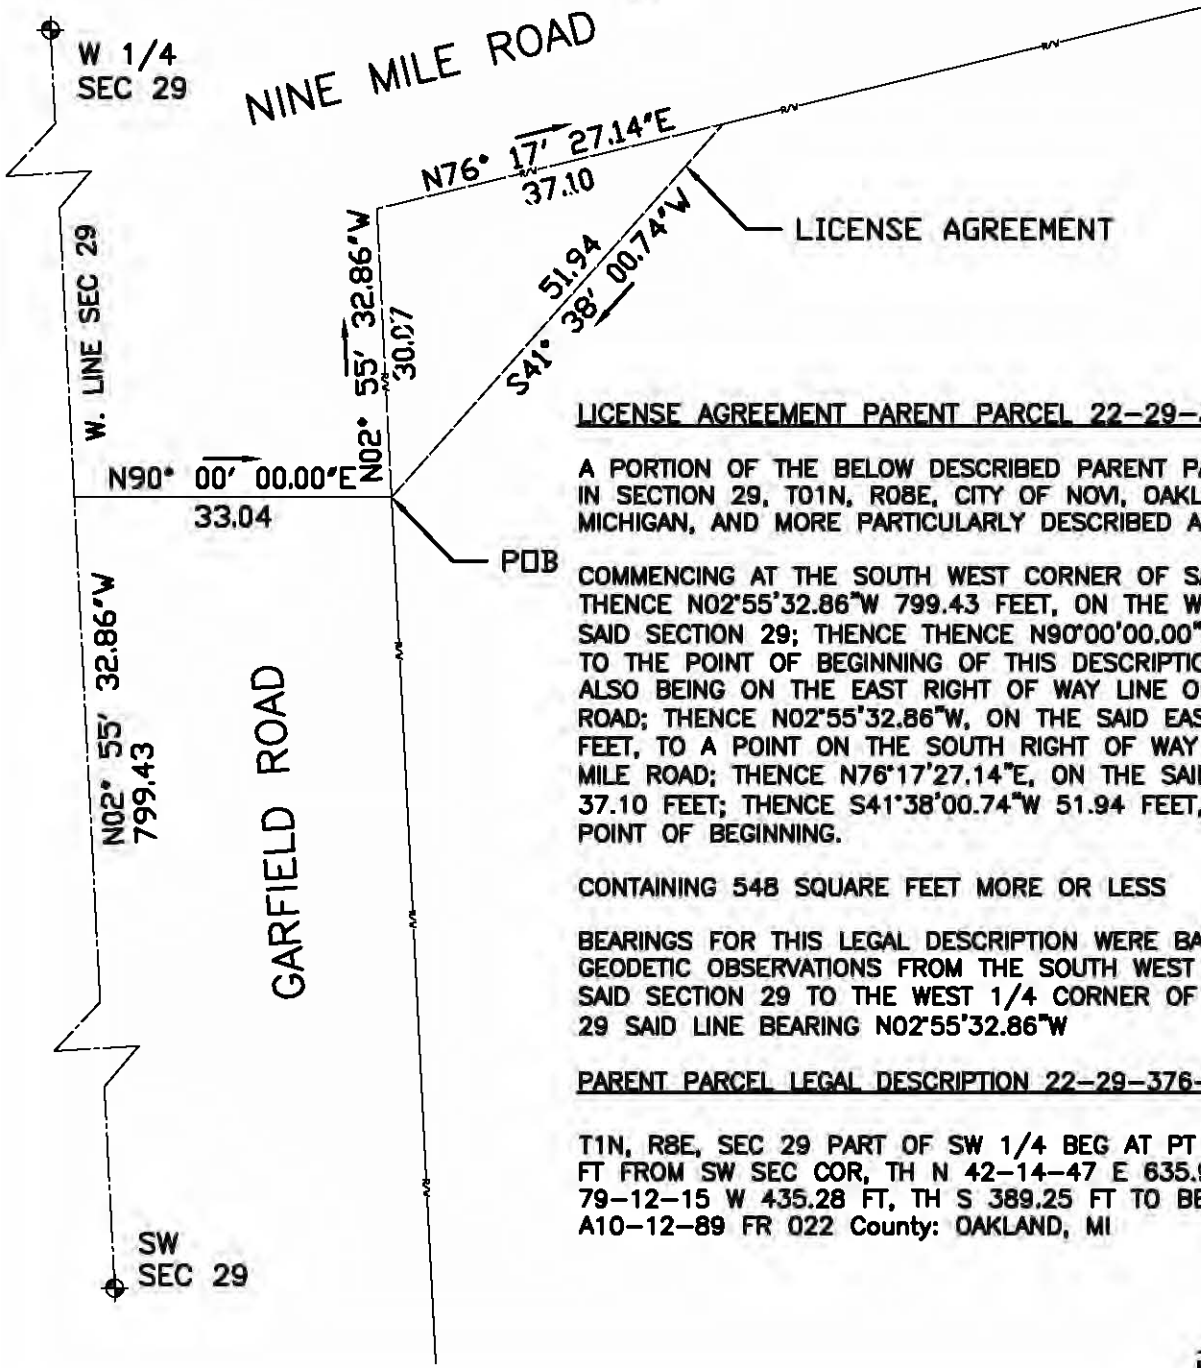 W 1/4
SEC 29
NINE MILE ROAD
N76° 17' 27.14"E
37.10
LICENSE AGREEMENT
W. LINE SEC 29
N02° 55' 32.86"W
30.07
51.94
S41° 38' 00.74"W
N90° 00' 00.00"E
33.04
POB
N02° 55' 32.86"W
799.43
GARFIELD ROAD
SW
SEC 29
LICENSE AGREEMENT PARENT PARCEL 22-29-
A PORTION OF THE BELOW DESCRIBED PARENT
IN SECTION 29, T01N, R08E, CITY OF NOVI,
MICHIGAN, AND MORE PARTICULARLY DESCRIBED
COMMENCING AT THE SOUTH WEST CORNER OF
THENCE N02°55'32.86"W 799.43 FEET, ON THE
SAID SECTION 29; THENCE THENCE N90°00'00.00"
TO THE POINT OF BEGINNING OF THIS
ALSO BEING ON THE EAST RIGHT OF WAY LINE
ROAD; THENCE N02°55'32.86"W, ON THE SAID
FEET, TO A POINT ON THE SOUTH RIGHT OF WAY
MILE ROAD; THENCE N76°17'27.14"E, ON THE
37.10 FEET; THENCE S41°38'00.74"W 51.94 FEET,
POINT OF BEGINNING.
CONTAINING 548 SQUARE FEET MORE OR LESS
BEARINGS FOR THIS LEGAL DESCRIPTION WERE
GEODETIC OBSERVATIONS FROM THE SOUTH WEST
SAID SECTION 29 TO THE WEST 1/4 CORNER OF
29 SAID LINE BEARING N02°55'32.86"W
PARENT PARCEL LEGAL DESCRIPTION 22-29-376-
T1N, R8E, SEC 29 PART OF SW 1/4 BEG AT PT
FT FROM SW SEC COR, TH N 42-14-47 E
79-12-15 W 435.28 FT, TH S 389.25 FT TO
A10-12-89 FR 022 County: OAKLAND, MI